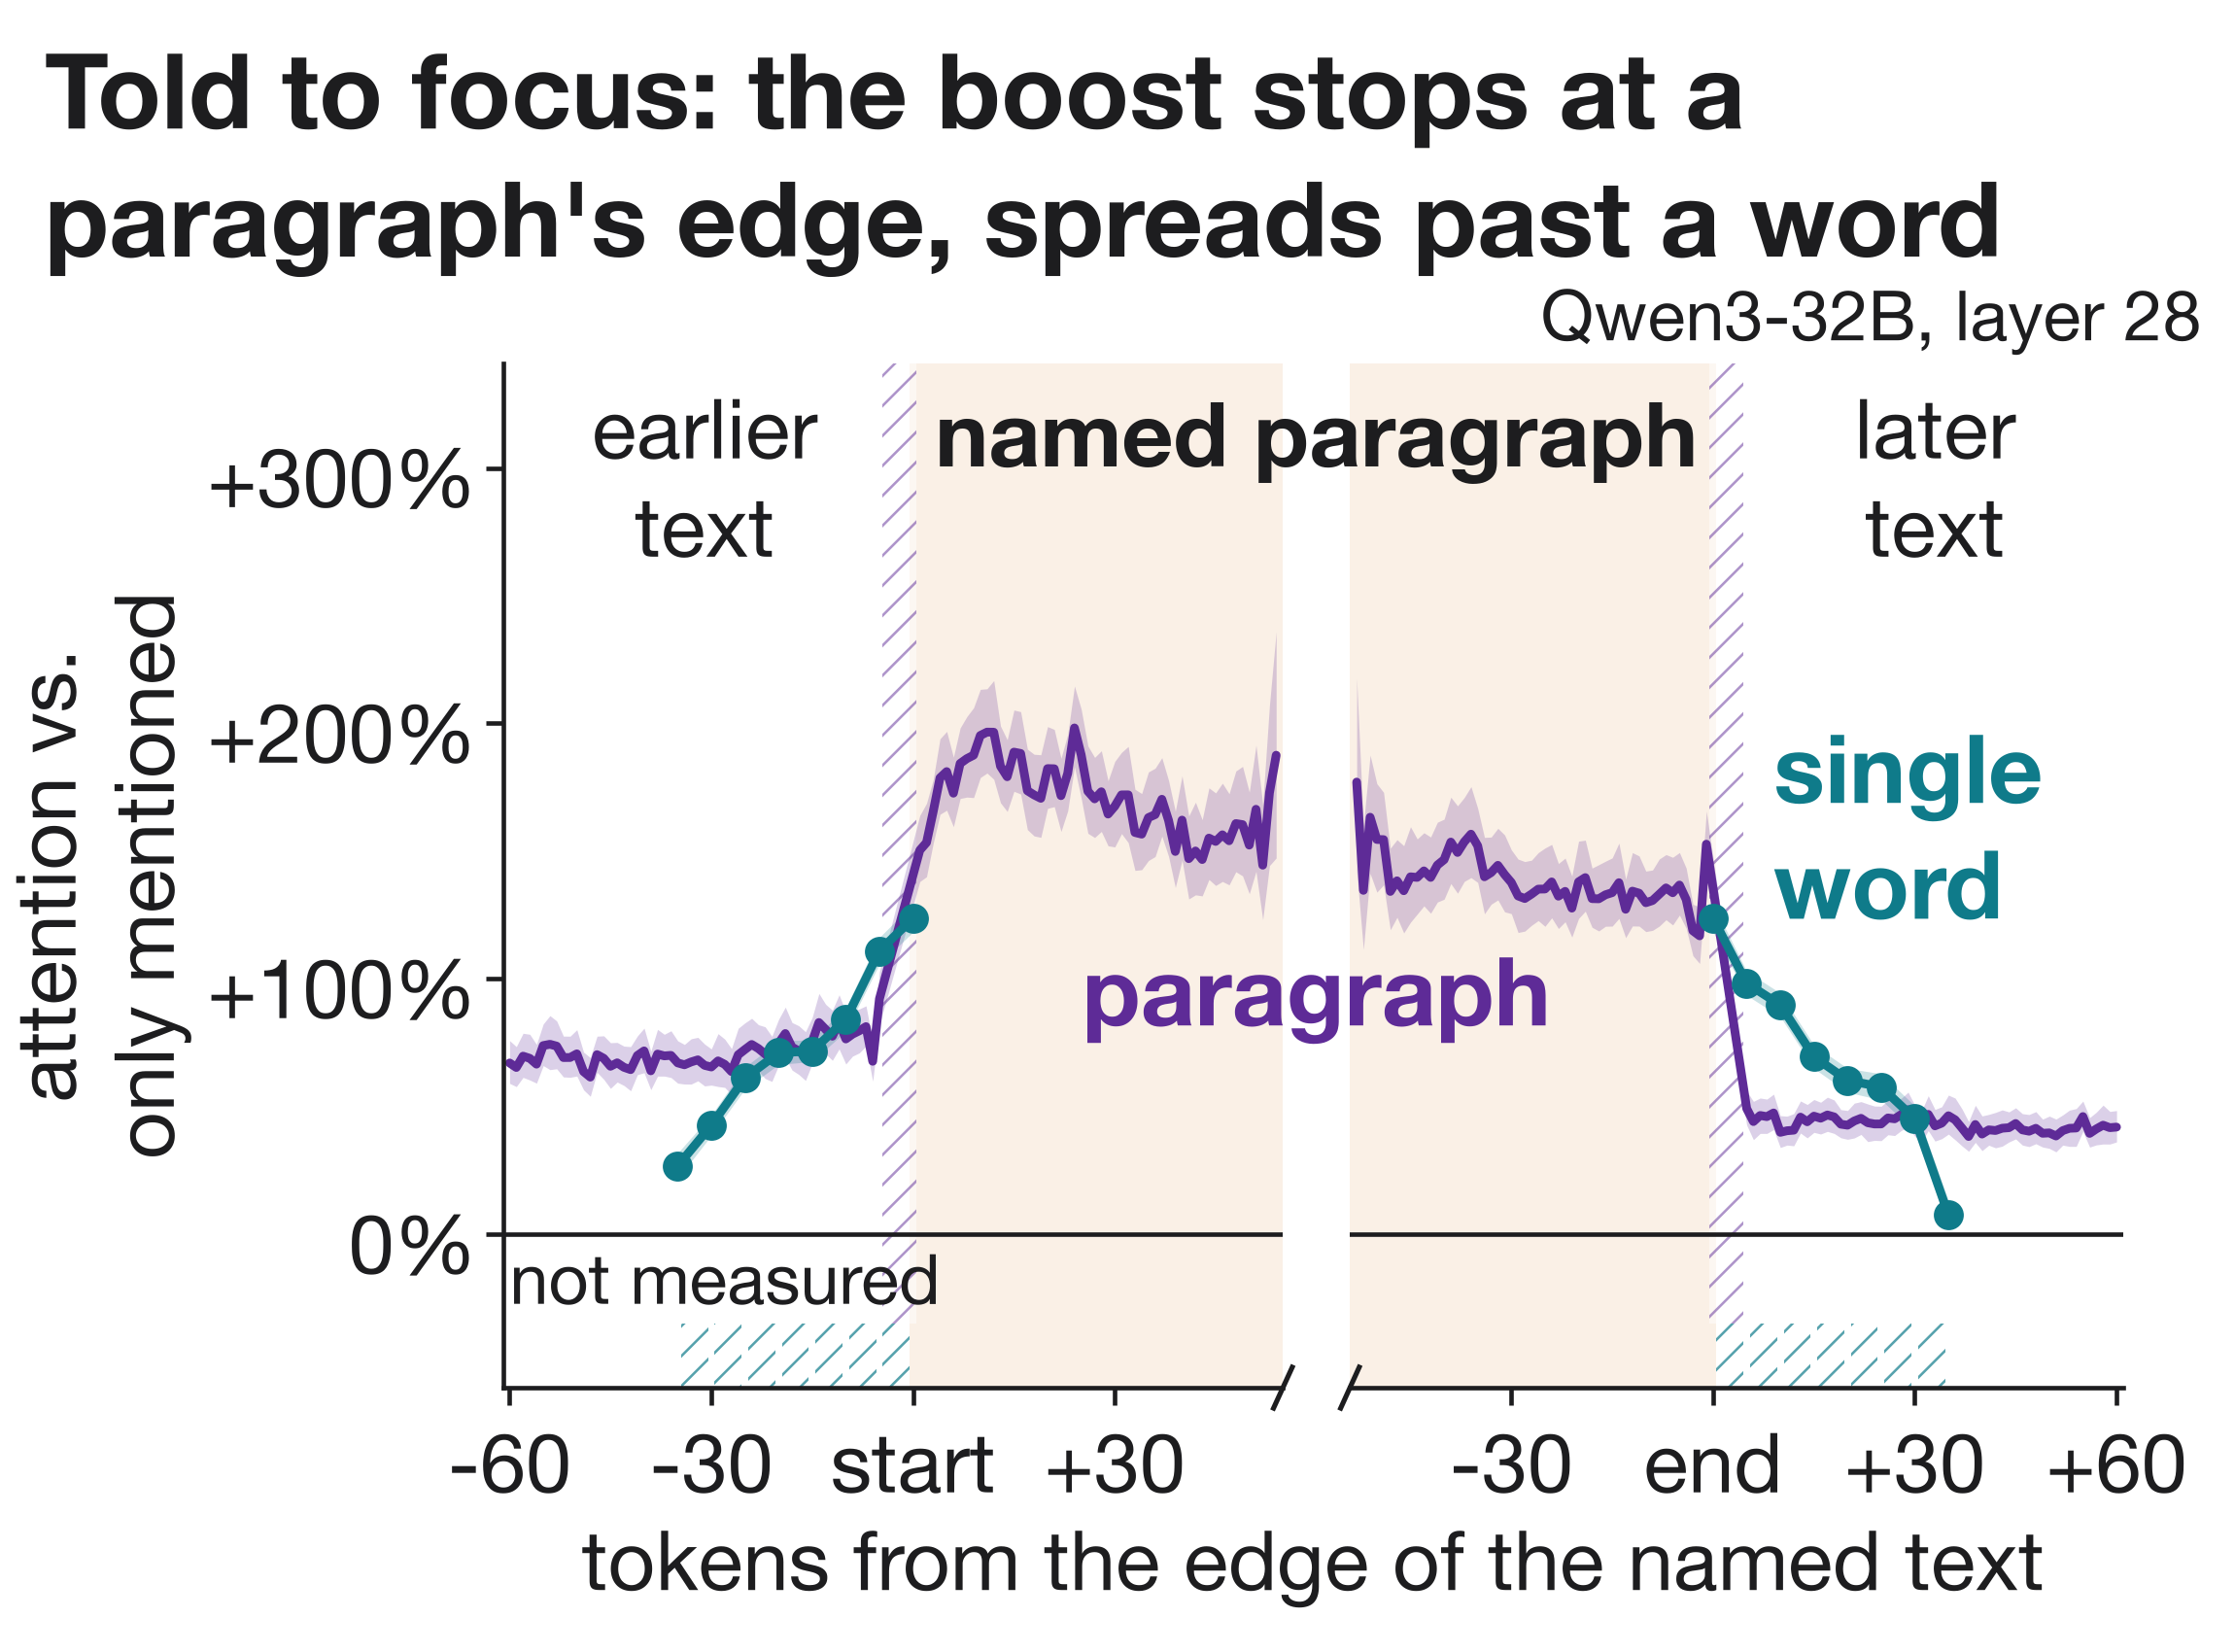 Told to focus: the boost stops at a
paragraph's edge, spreads past a word
Qwen3-32B, layer 28
earlier
text
named paragraph
later
text
+300%
+200%
+100%
0%
attention vs.
only mentioned
single
word
paragraph
not measured
-60
-30
start
+30
-30
end
+30
+60
tokens from the edge of the named text